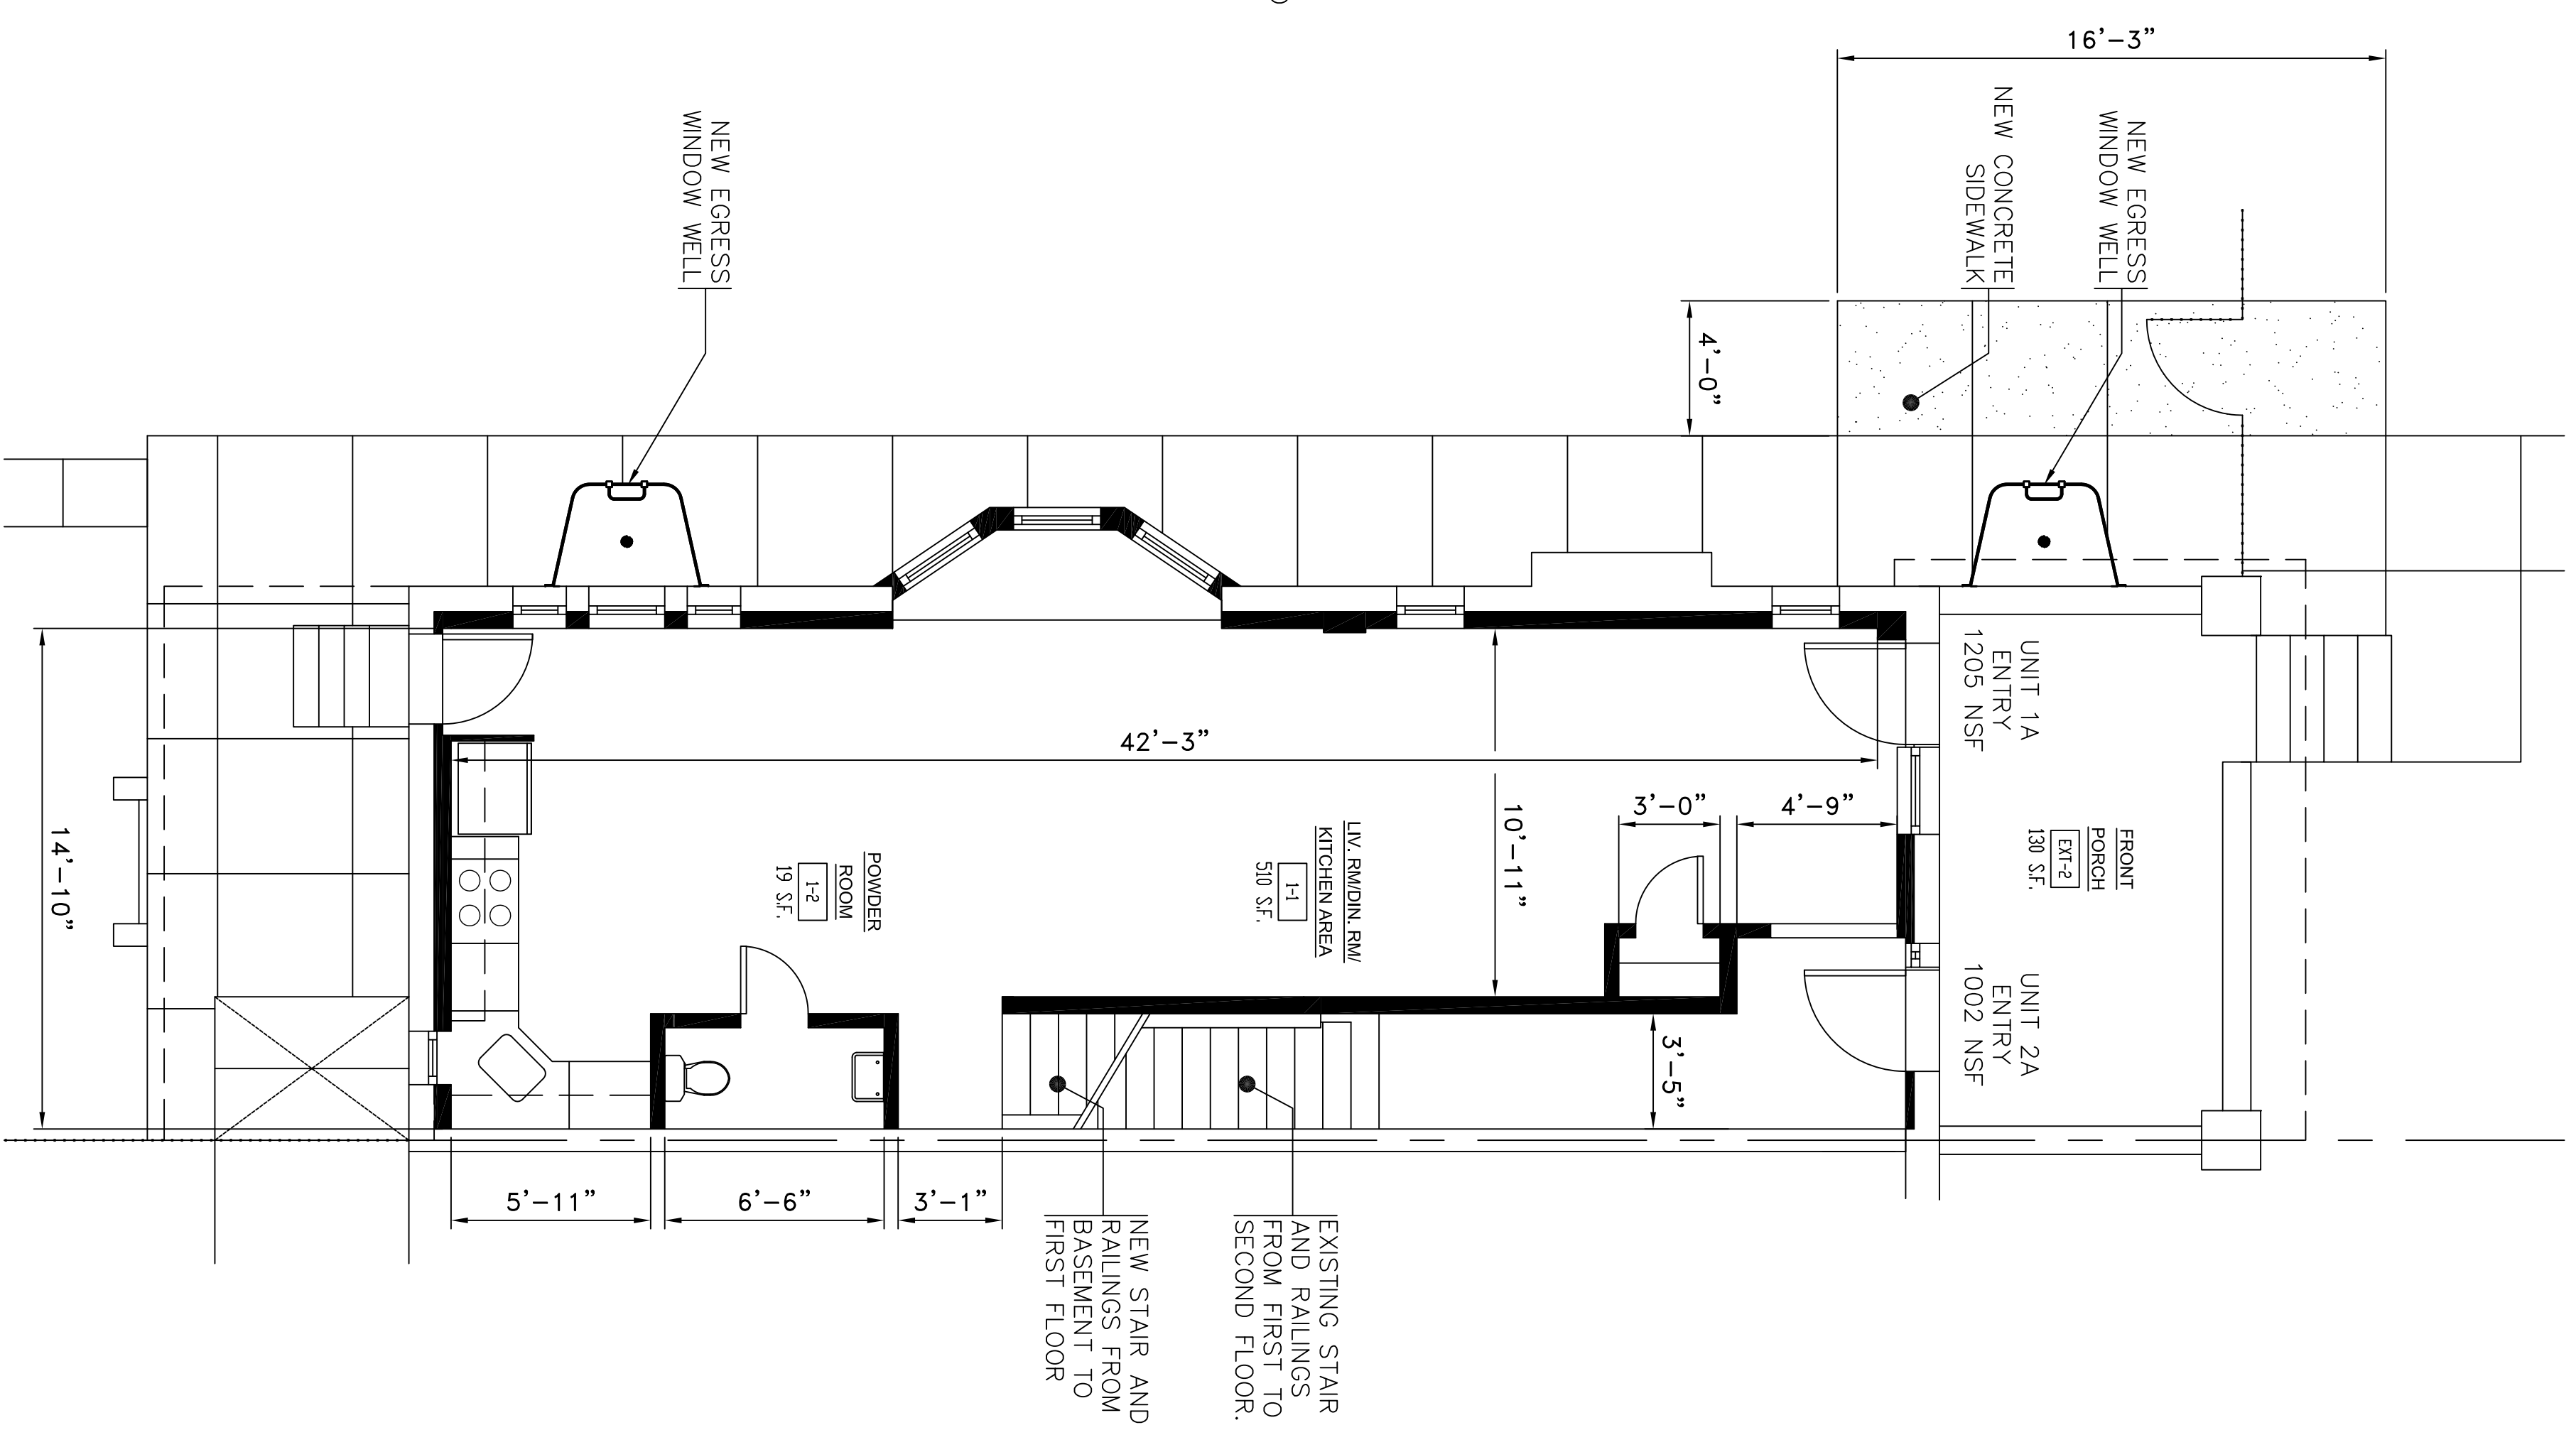 16'-3"
NEW EGRESS
WINDOW WELL
NEW CONCRETE
SIDEWALK
NEW EGRESS
WINDOW WELL
4'-0"
UNIT 1A
ENTRY
1205 NSF
42'-3"
10'-11"
3'-0"
4'-9"
FRONT
PORCH
EXT-2
130 S.F.
LIV. RM/DIN. RM/
KITCHEN AREA
1-1
510 S.F.
POWDER
ROOM
1-2
19 S.F.
14'-10"
UNIT 2A
ENTRY
1002 NSF
3'-5"
5'-11"
6'-6"
3'-1"
EXISTING STAIR
AND RAILINGS
FROM FIRST TO
SECOND FLOOR.
NEW STAIR AND
RAILINGS FROM
BASEMENT TO
FIRST FLOOR